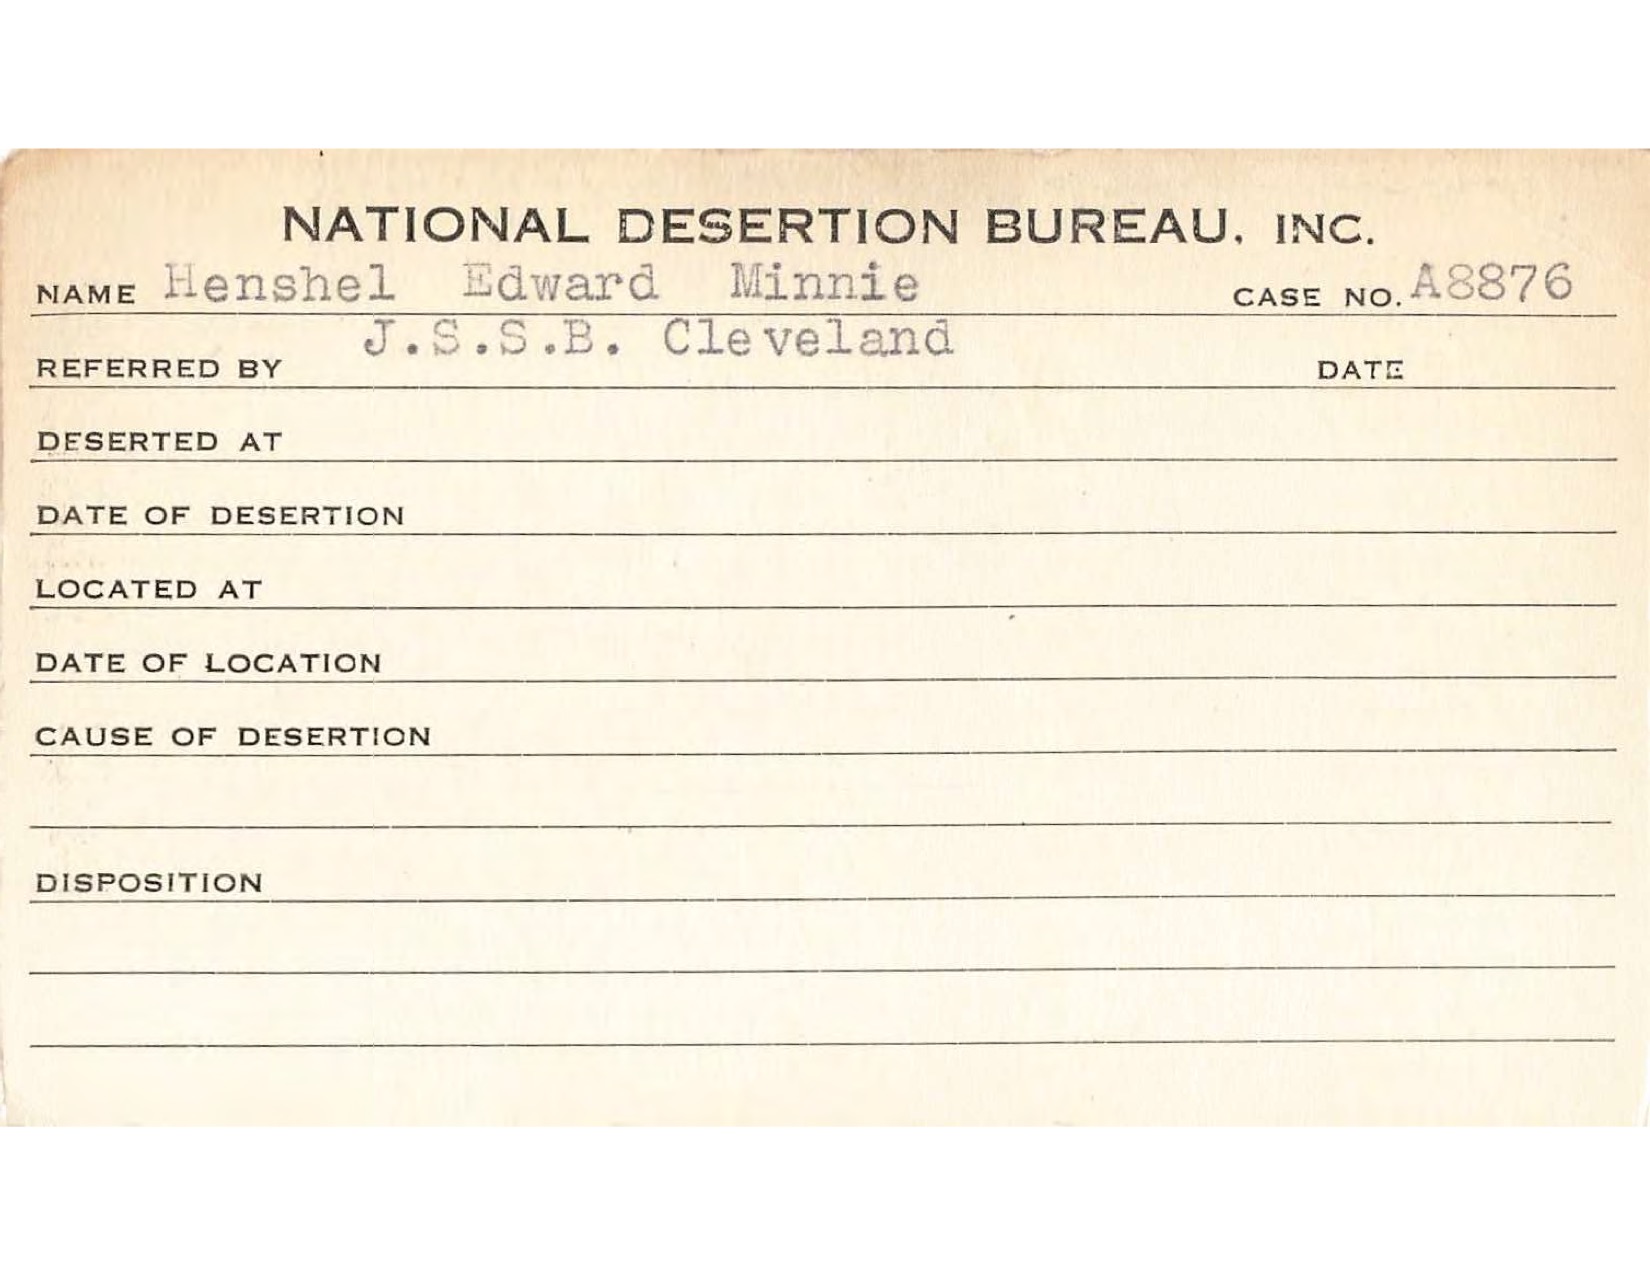 NATIONAL DESERTION BUREAU, INC.
NAME Henshel Edward Minnie CASE NO. A8876
REFERRED BY J.S.S.B. Cleveland DATE
DESERTED AT
DATE OF DESERTION
LOCATED AT
DATE OF LOCATION
CAUSE OF DESERTION
DISPOSITION